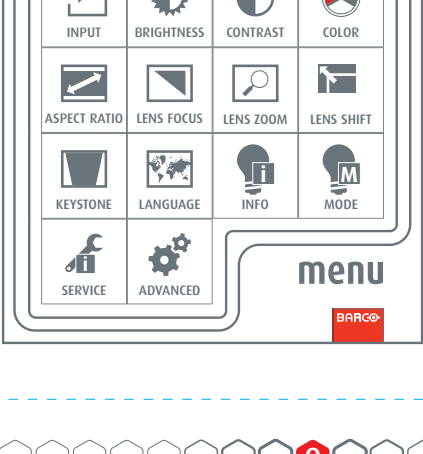 INPUT BRIGHTNESS CONTRAST COLOR
ASPECT RATIO LENS FOCUS LENS ZOOM LENS SHIFT
KEYSTONE LANGUAGE INFO MODE
SERVICE ADVANCED
menu
BARCO